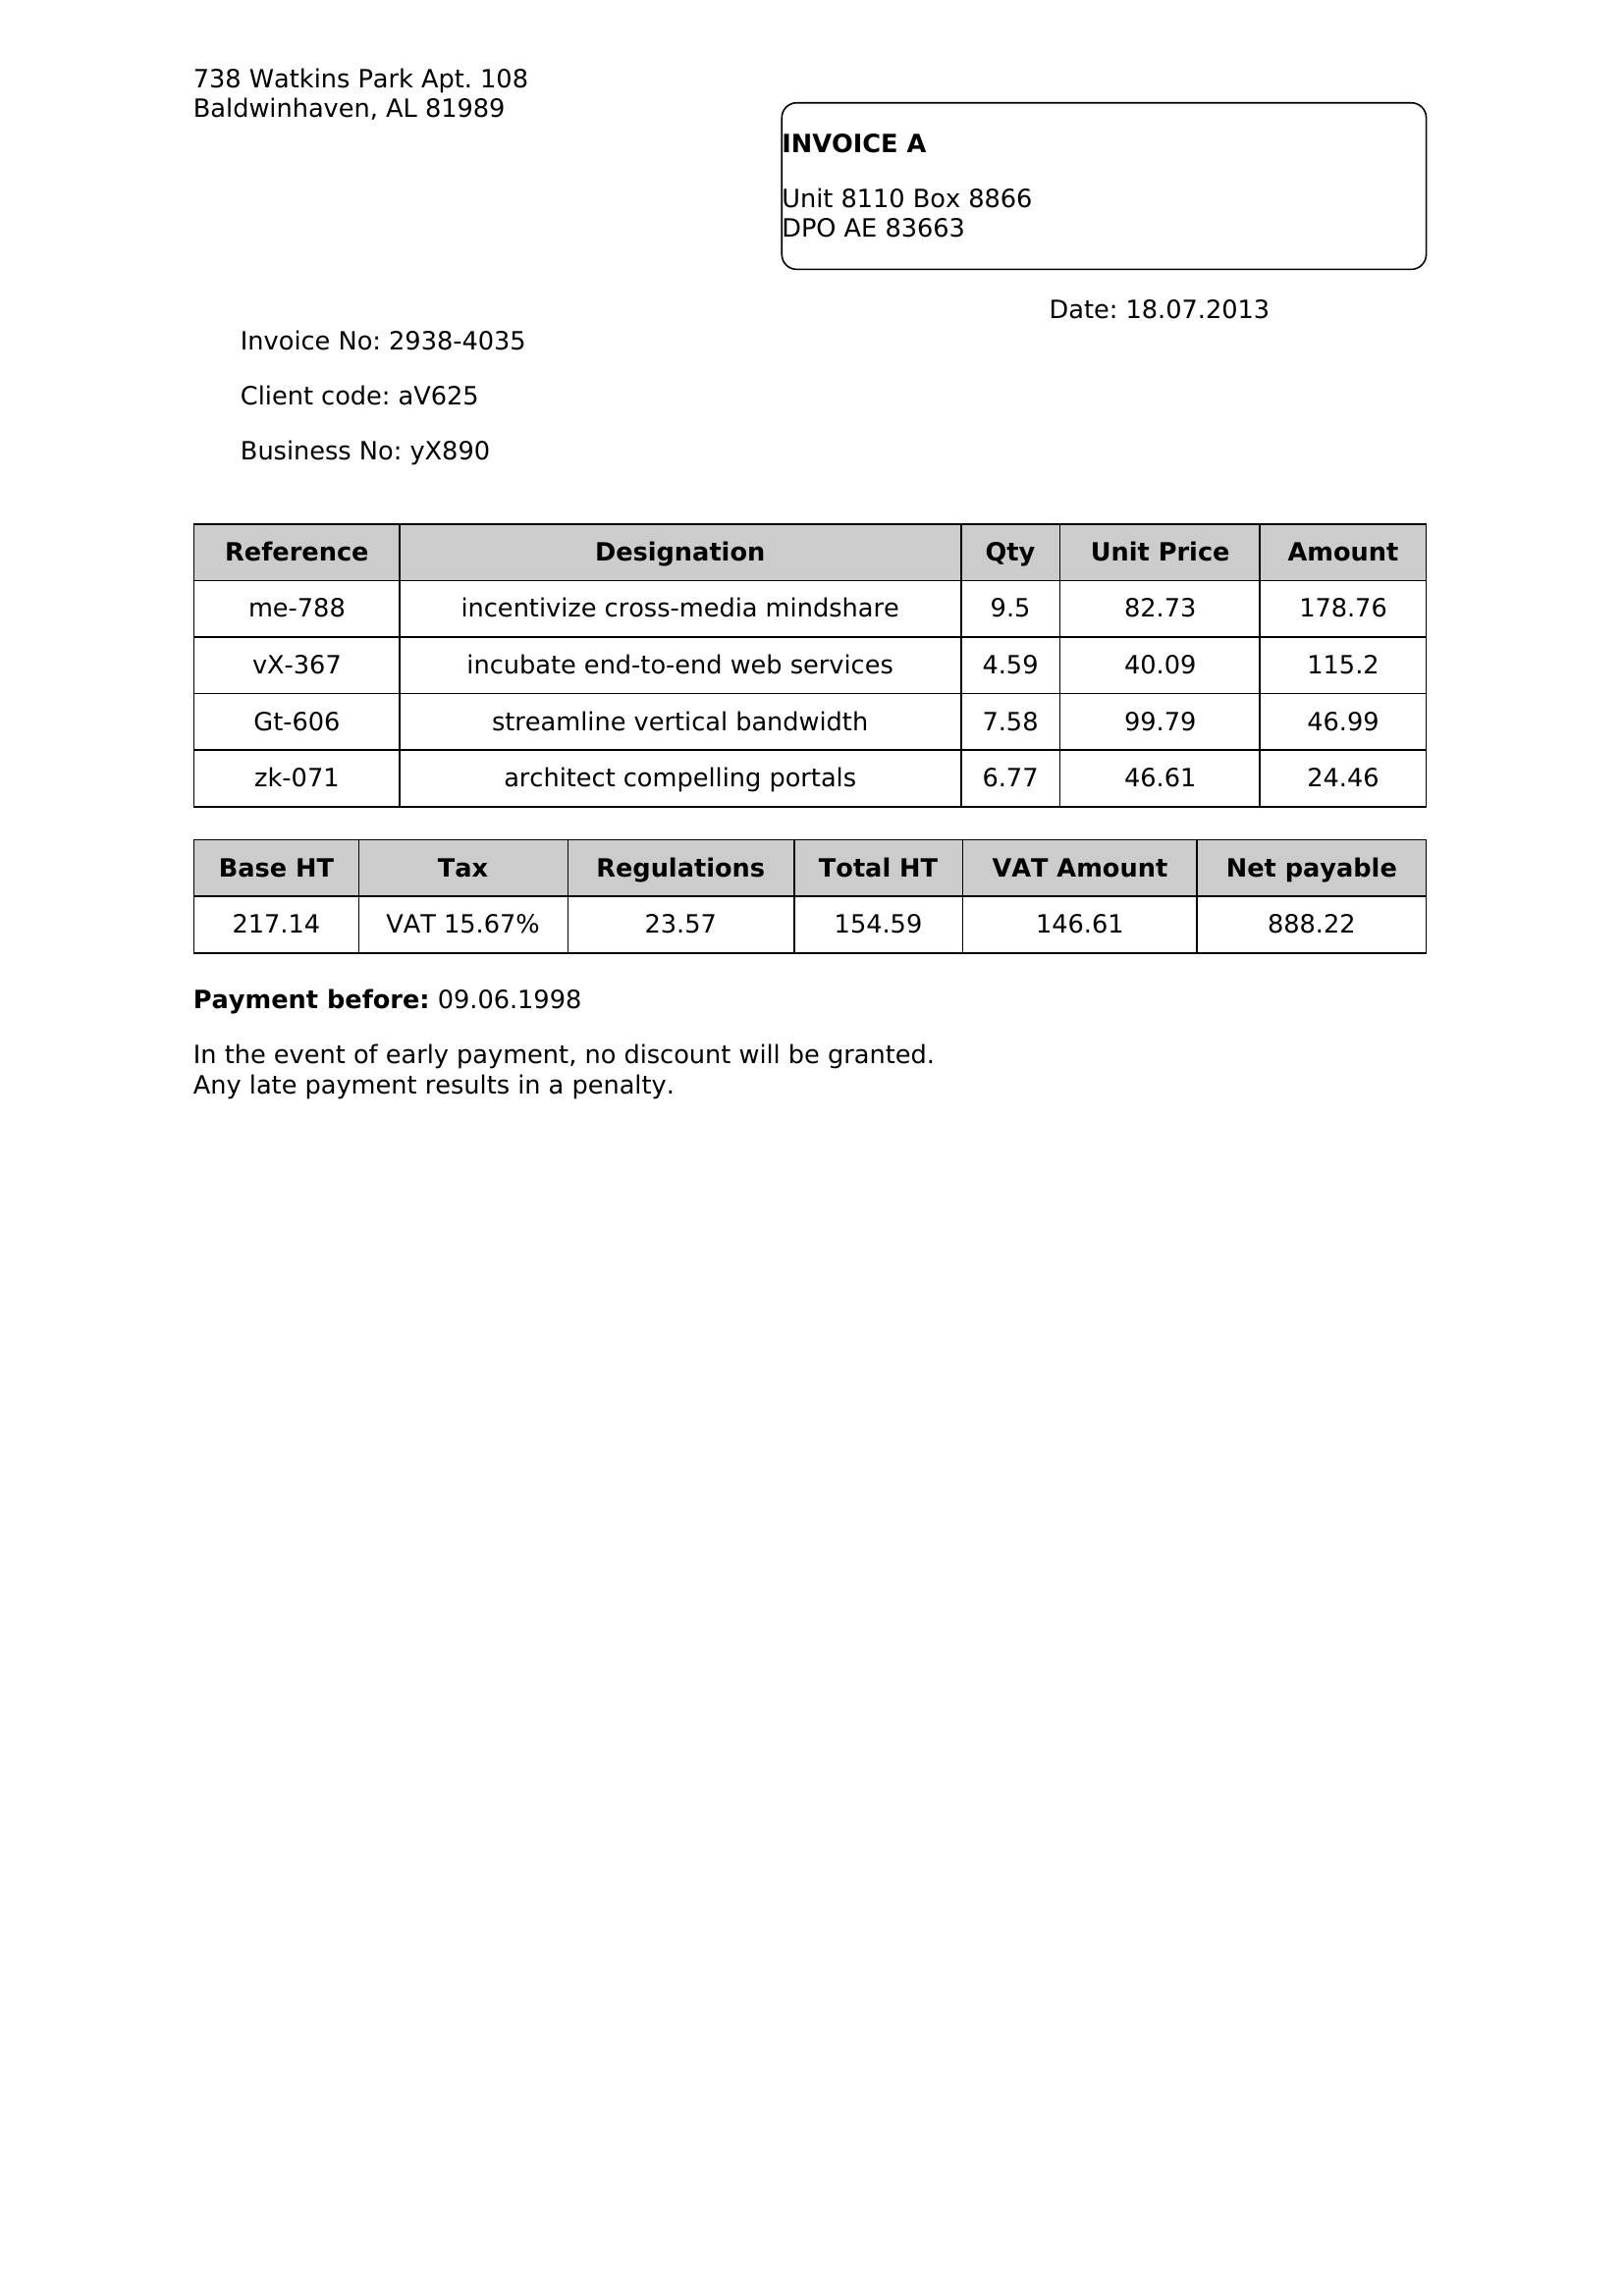 738 Watkins Park Apt. 108
Baldwinhaven, AL 81989
INVOICE A
Unit 8110 Box 8866
DPO AE 83663
Date: 18.07.2013
Invoice No: 2938-4035
Client code: aV625
Business No: yX890
Reference Designation Qty Unit Price Amount
me-788 incentivize cross-media mindshare 9.5 82.73 178.76
vX-367 incubate end-to-end web services 4.59 40.09 115.2
Gt-606 streamline vertical bandwidth 7.58 99.79 46.99
zk-071 architect compelling portals 6.77 46.61 24.46
Base HT Tax Regulations Total HT VAT Amount Net payable
217.14 VAT 15.67% 23.57 154.59 146.61 888.22
Payment before: 09.06.1998
In the event of early payment, no discount will be granted.
Any late payment results in a penalty.